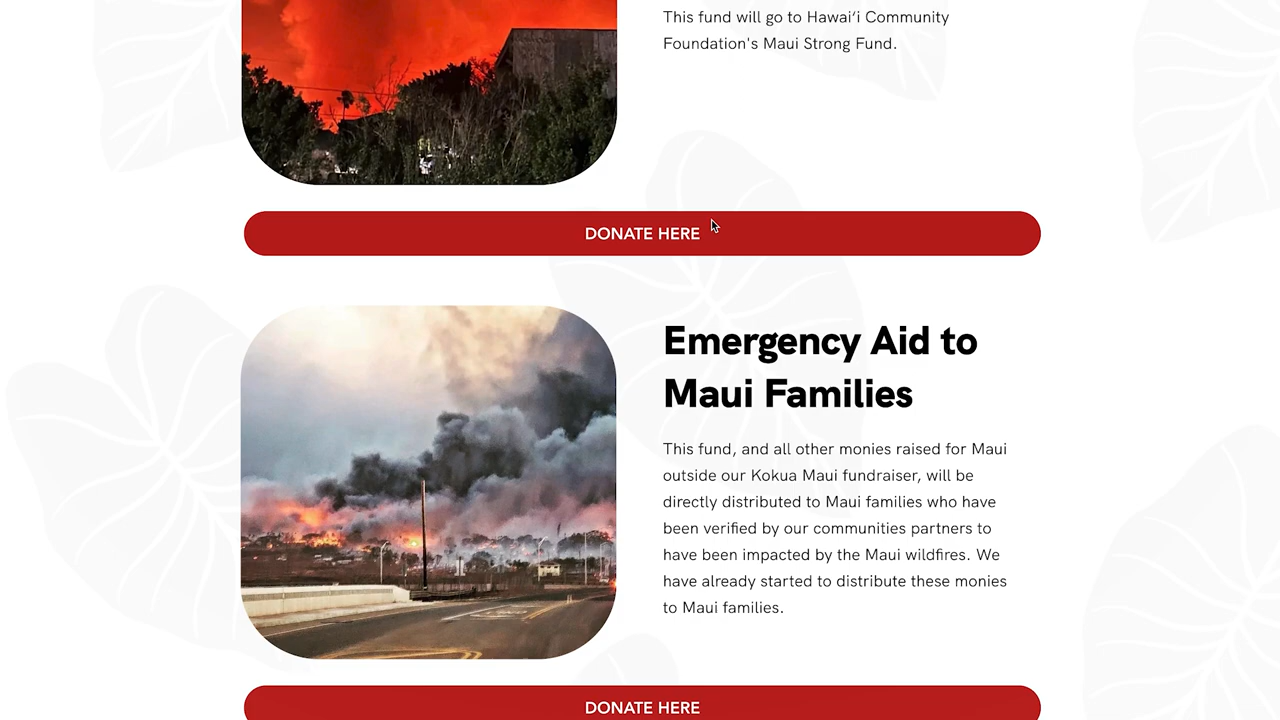 This fund will go to Hawaiʻi Community
Foundation's Maui Strong Fund.
DONATE HERE
Emergency Aid to
Maui Families
This fund, and all other monies raised for Maui
outside our Kokua Maui fundraiser, will be
directly distributed to Maui families who have
been verified by our communities partners to
have been impacted by the Maui wildfires. We
have already started to distribute these monies
to Maui families.
DONATE HERE